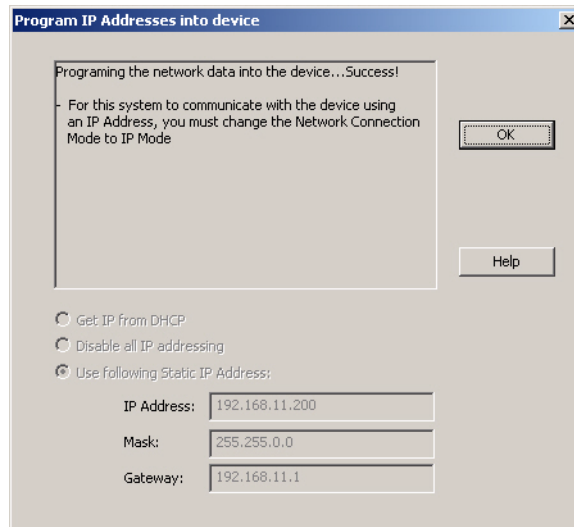 Program IP Addresses into device
Programing the network data into the device...Success!
- For this system to communicate with the device using
an IP Address, you must change the Network Connection
Mode to IP Mode
OK
Help
Get IP from DHCP
Disable all IP addressing
Use following Static IP Address:
IP Address: 192.168.11.200
Mask: 255.255.0.0
Gateway: 192.168.11.1